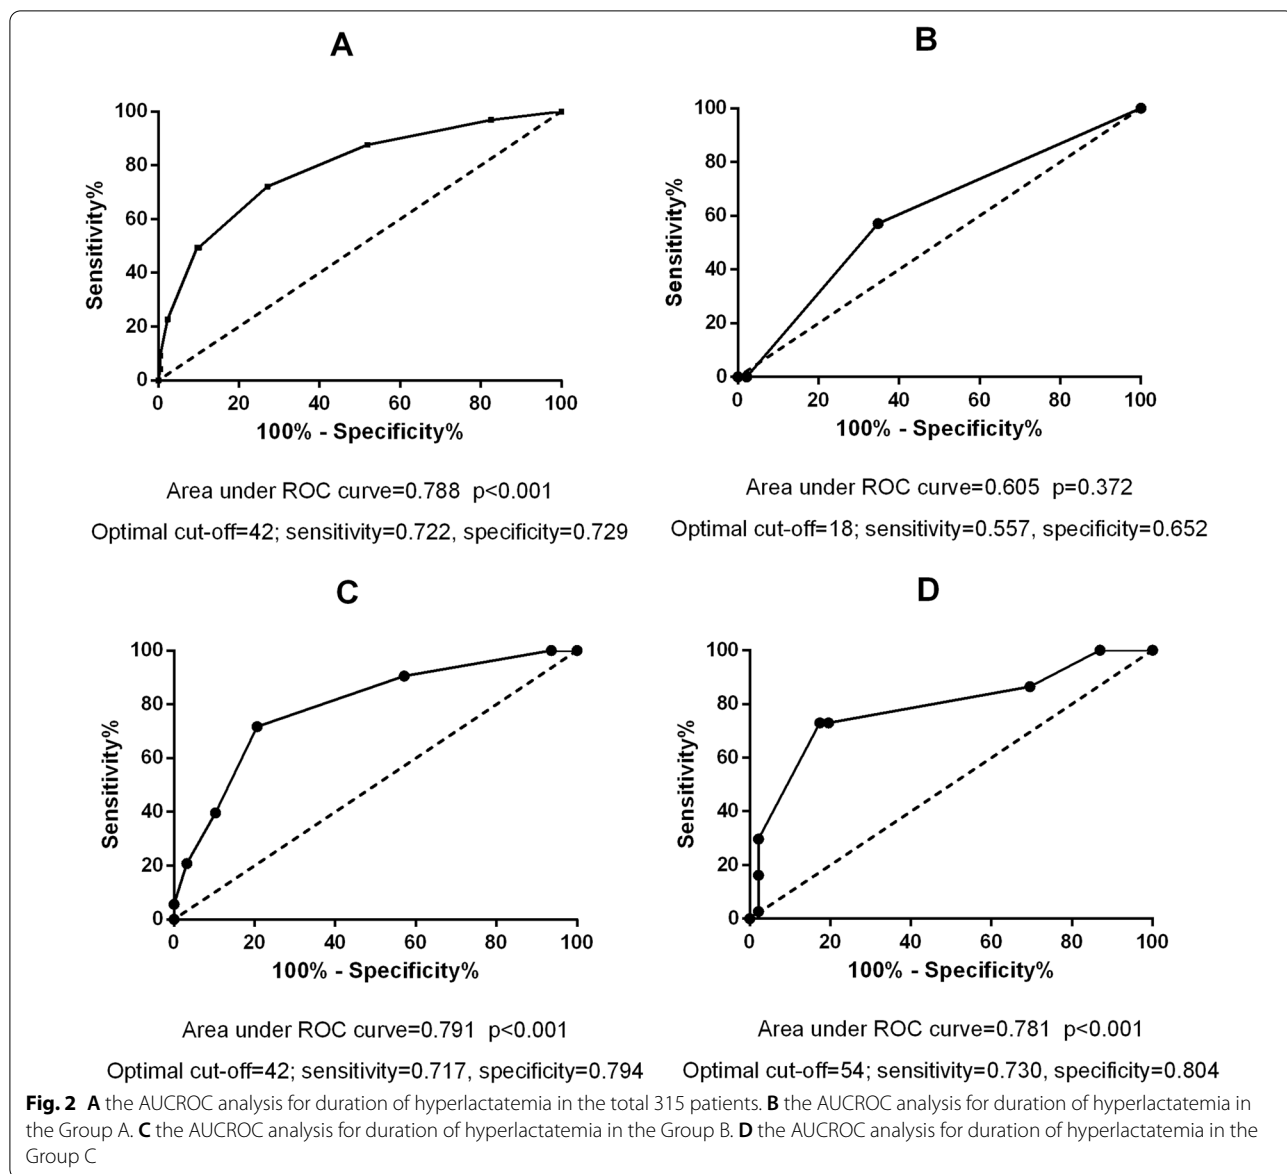 A
100
80
60
40
20
0
Sensitivity%
0 20 40 60 80 100
100% - Specificity%
Area under ROC curve=0.788 p<0.001
Optimal cut-off=42; sensitivity=0.722, specificity=0.729
B
100
80
60
40
20
0
Sensitivity%
0 20 40 60 80 100
100% - Specificity%
Area under ROC curve=0.605 p=0.372
Optimal cut-off=18; sensitivity=0.557, specificity=0.652
C
100
80
60
40
20
0
Sensitivity%
0 20 40 60 80 100
100% - Specificity%
Area under ROC curve=0.791 p<0.001
Optimal cut-off=42; sensitivity=0.717, specificity=0.794
D
100
80
60
40
20
0
Sensitivity%
0 20 40 60 80 100
100% - Specificity%
Area under ROC curve=0.781 p<0.001
Optimal cut-off=54; sensitivity=0.730, specificity=0.804
Fig. 2 A the AUCROC analysis for duration of hyperlactatemia in the total 315 patients. B the AUCROC analysis for duration of hyperlactatemia in
the Group A. C the AUCROC analysis for duration of hyperlactatemia in the Group B. D the AUCROC analysis for duration of hyperlactatemia in the
Group C